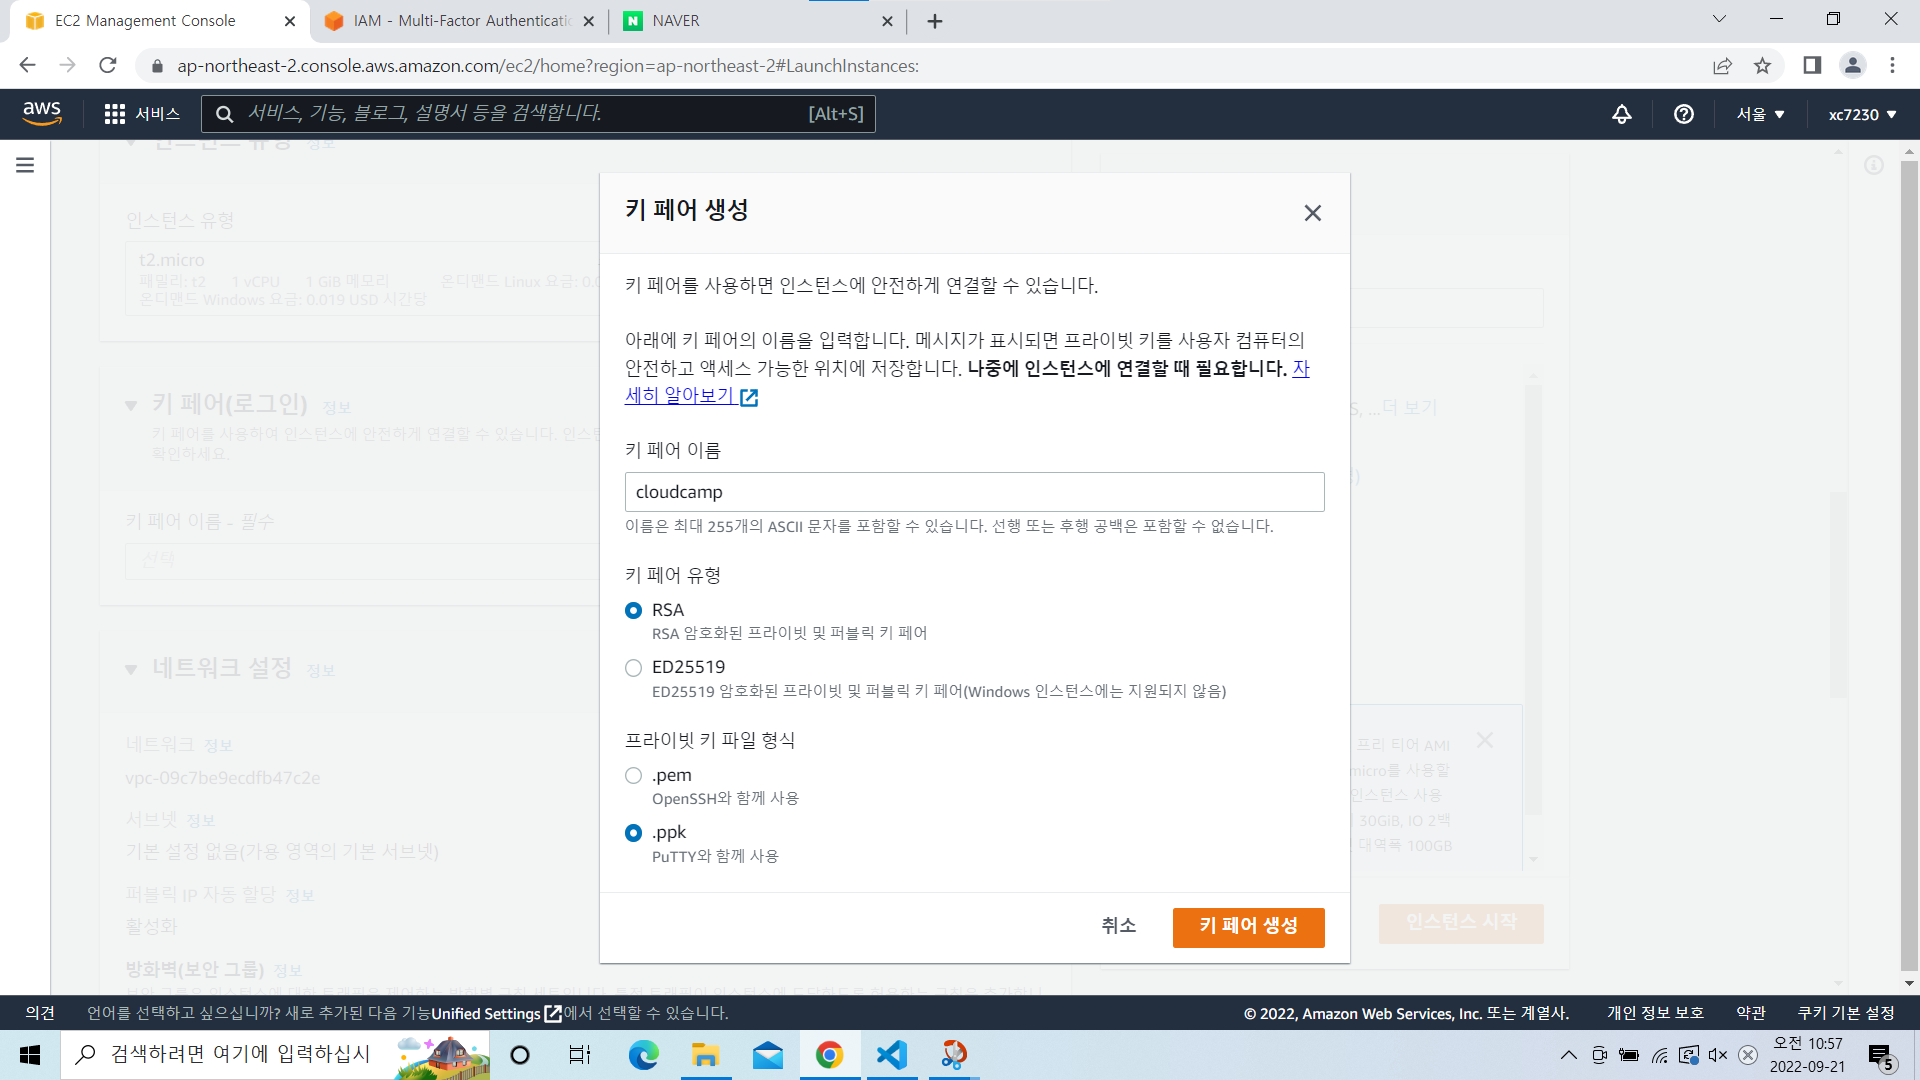 EC2 Management Console
IAM - Multi-Factor Authenticatic
NAVER
ap-northeast-2.console.aws.amazon.com/ec2/home?region=ap-northeast-2#LaunchInstances:
aws
서비스
서비스, 기능, 블로그, 설명서 등을 검색합니다.
[Alt+S]
서울
xc7230
인스턴스 유형 정보
인스턴스 유형
t2.micro
패밀리: t2 1 vCPU 1 GiB 메모리 온디맨드 Linux 요금: 0.0
온디맨드 Windows 요금: 0.019 USD 시간당
키 페어(로그인) 정보
키 페어를 사용하여 인스턴스에 안전하게 연결할 수 있습니다.
확인하세요.
키 페어 이름 - 필수
선택
네트워크 설정 정보
네트워크 정보
vpc-09c7be9ecdfb47c2e
서브넷 정보
기본 설정 없음(가용 영역의 기본 서브넷)
퍼블릭 IP 자동 할당 정보
활성화
방화벽(보안 그룹) 정보
키 페어 생성
키 페어를 사용하면 인스턴스에 안전하게 연결할 수 있습니다.
아래에 키 페어의 이름을 입력합니다. 메시지가 표시되면 프라이빗 키를 사용자 컴퓨터의
안전하고 액세스 가능한 위치에 저장합니다. 나중에 인스턴스에 연결할 때 필요합니다. 자
세히 알아보기
키 페어 이름
cloudcamp
이름은 최대 255개의 ASCII 문자를 포함할 수 있습니다. 선행 또는 후행 공백은 포함할 수 없습니다.
키 페어 유형
RSA
RSA 암호화된 프라이빗 및 퍼블릭 키 페어
ED25519
ED25519 암호화된 프라이빗 및 퍼블릭 키 페어(Windows 인스턴스에는 지원되지 않음)
프라이빗 키 파일 형식
.pem
OpenSSH와 함께 사용
.ppk
PuTTY와 함께 사용
취소
키 페어 생성
S, ...더 보기
프리 티어 AMI
micro를 사용할
인스턴스 사용
30GiB, IO 2백
대역폭 100GB
인스턴스 시작
의견
언어를 선택하고 싶으십니까? 새로 추가된 다음 기능Unified Settings에서 선택할 수 있습니다.
© 2022, Amazon Web Services, Inc. 또는 계열사.
개인 정보 보호
약관
쿠키 기본 설정
검색하려면 여기에 입력하십시
오전 10:57
2022-09-21
5